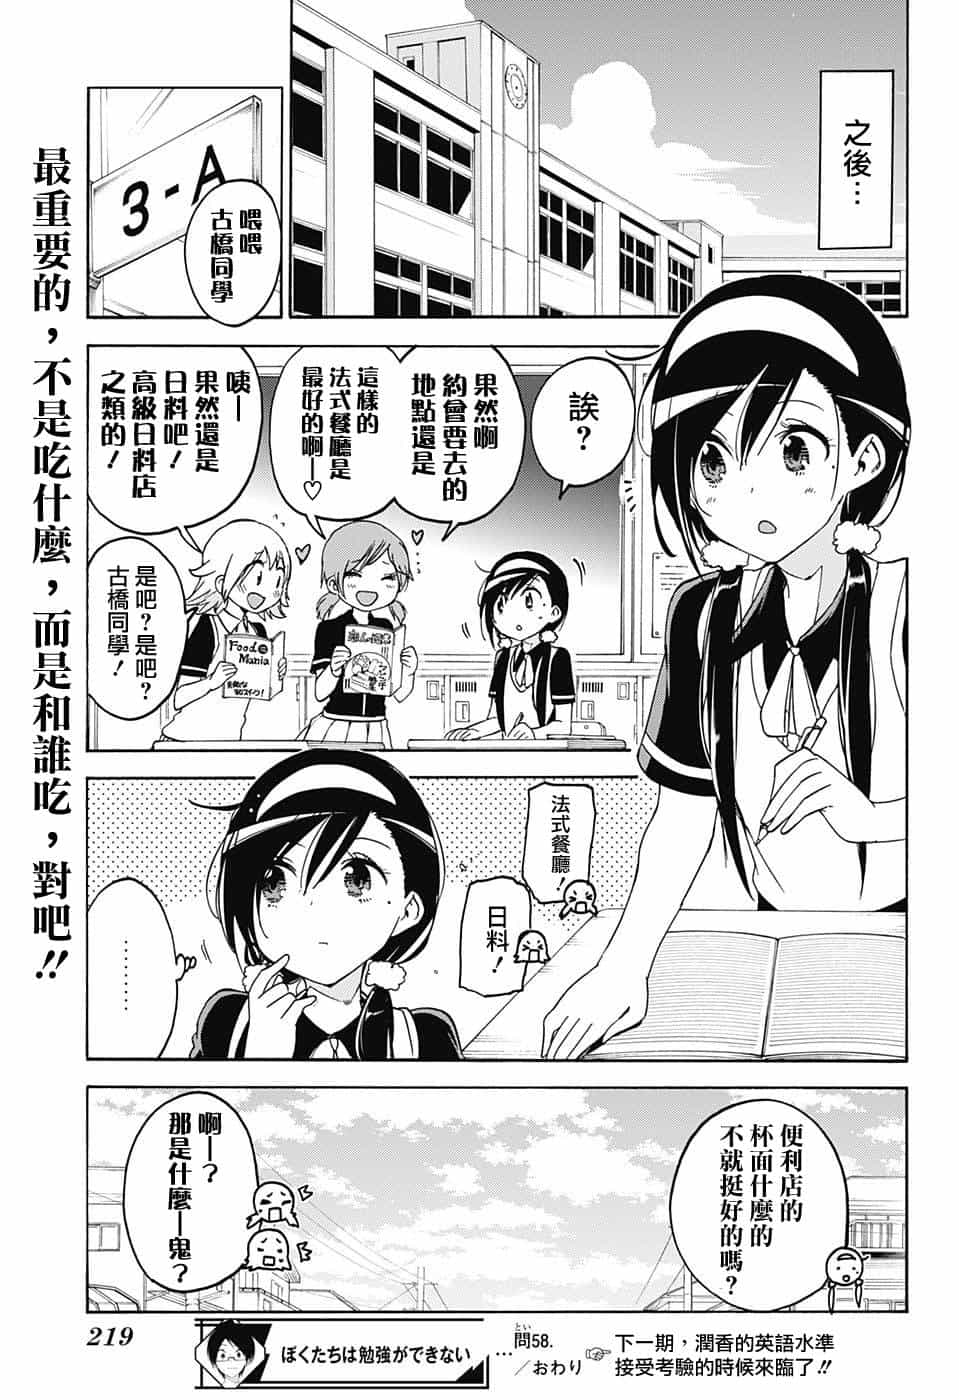 之後…
3-A
喂喂
古橋同學
誒?
果然啊
約會要去的
地點還是
這樣的
法式餐廳是
最好的啊ー♡
咦ー
果然還是
日料吧!
高級日料店
之類的!
是吧?是吧?
古橋同學!
Food
Mania
法式餐廳!
日料!
………
便利店的
杯面什麼的
不就挺好的嗎?
啊ー?
那是什麼ー鬼?
最重要的,不是吃什麼,而是和誰吃,對吧!!
219
ぼくたちは勉強ができない
…
とい
問58.
/おわり
☞下一期,潤香的英語水準
接受考驗的時候來臨了!!